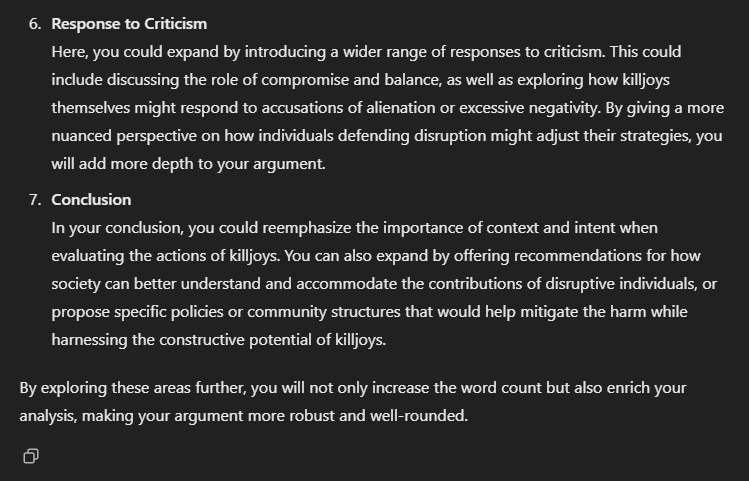 6. Response to Criticism
Here, you could expand by introducing a wider range of responses to criticism. This could
include discussing the role of compromise and balance, as well as exploring how killjoys
themselves might respond to accusations of alienation or excessive negativity. By giving a more
nuanced perspective on how individuals defending disruption might adjust their strategies, you
will add more depth to your argument.
7. Conclusion
In your conclusion, you could reemphasize the importance of context and intent when
evaluating the actions of killjoys. You can also expand by offering recommendations for how
society can better understand and accommodate the contributions of disruptive individuals, or
propose specific policies or community structures that would help mitigate the harm while
harnessing the constructive potential of killjoys.
By exploring these areas further, you will not only increase the word count but also enrich your
analysis, making your argument more robust and well-rounded.